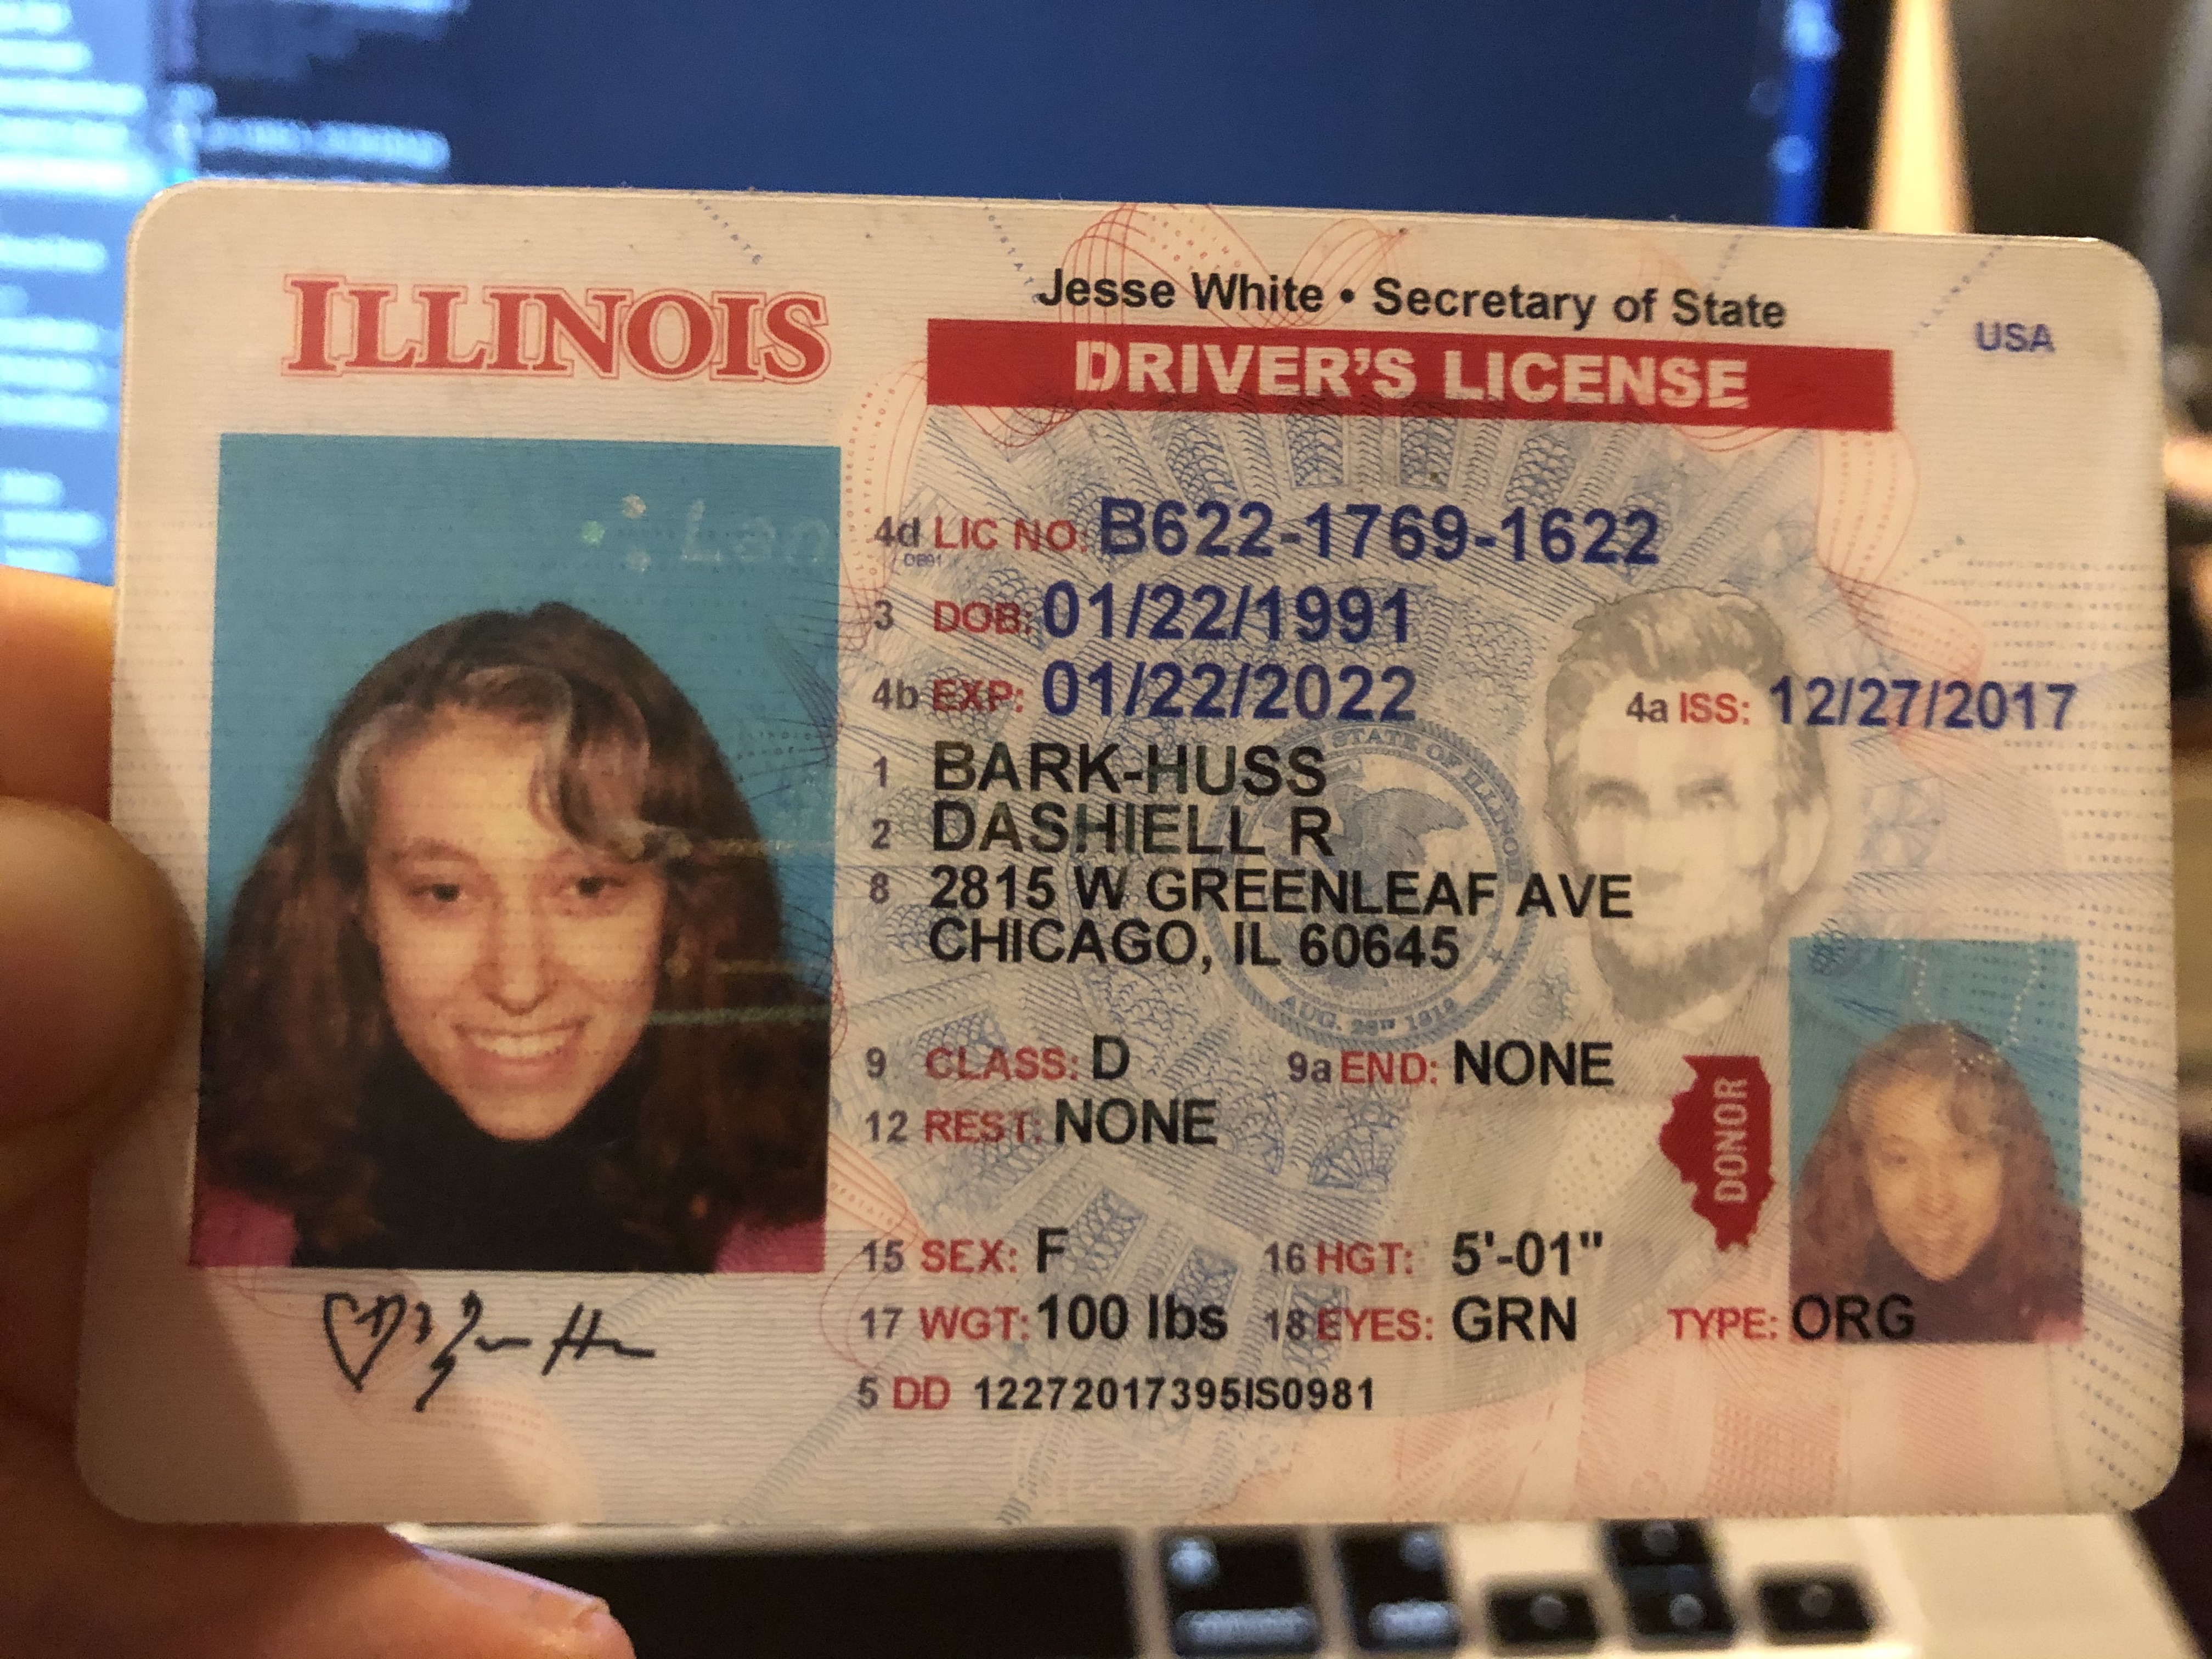 ILLINOIS
Jesse White • Secretary of State
USA
DRIVER'S LICENSE
4d LIC NO: B622-1769-1622
3 DOB: 01/22/1991
4b EXP: 01/22/2022
4a ISS: 12/27/2017
1 BARK-HUSS
2 DASHIELL R
8 2815 W GREENLEAF AVE
CHICAGO, IL 60645
STATE OF ILLINOIS
AUG. 26TH 1818
9 CLASS: D
9a END: NONE
12 REST: NONE
DONOR
15 SEX: F
16 HGT: 5'-01"
17 WGT: 100 lbs
18 EYES: GRN
TYPE: ORG
5 DD 12272017395IS0981